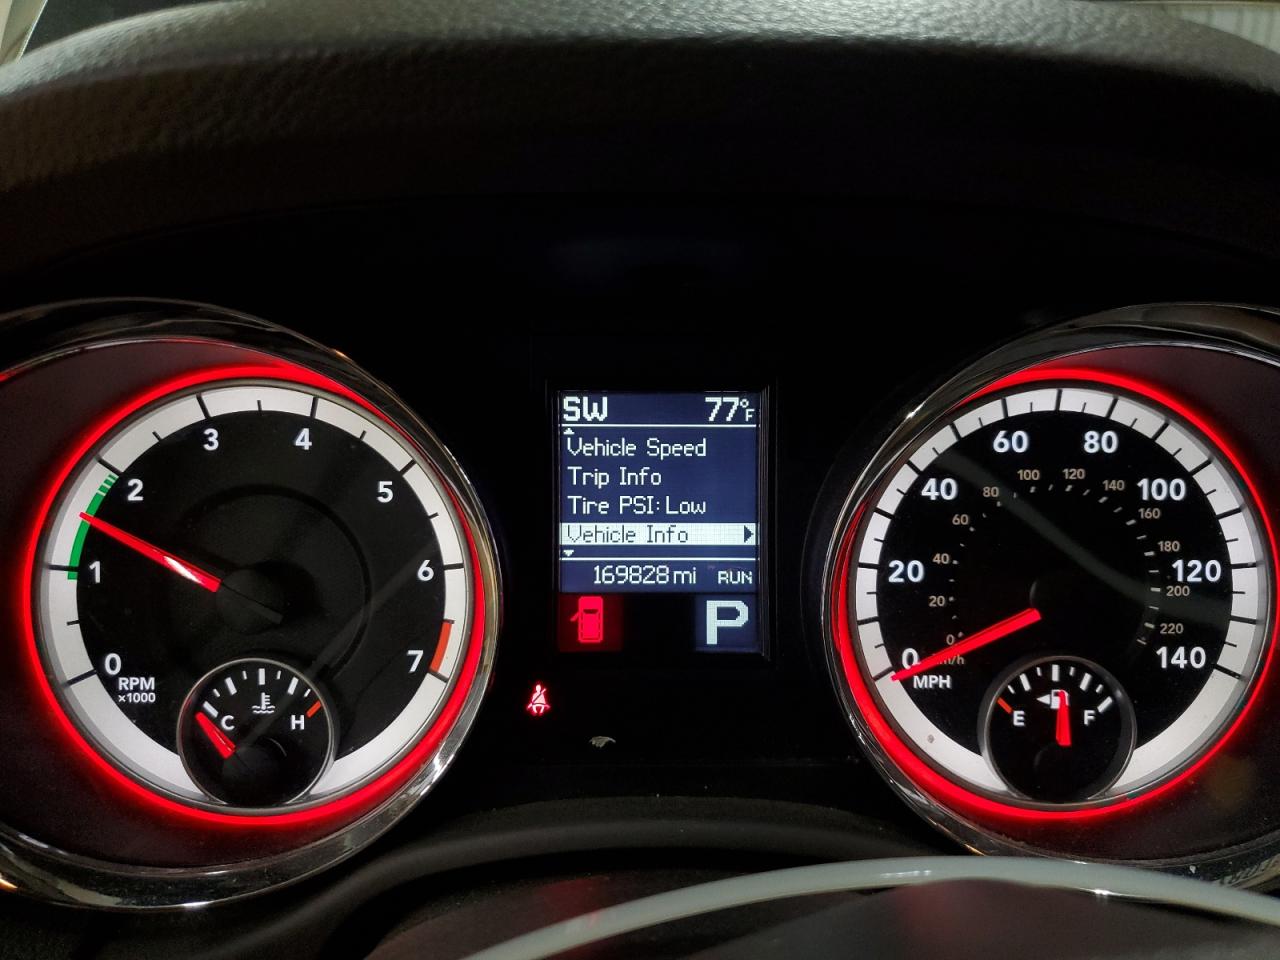 SW 77°F
Vehicle Speed
Trip Info
Tire PSI: Low
Vehicle Info
169828 mi RUN
P
0 1 2 3 4 5 6 7
RPM
×1000
C H
0 20 40 60 80 100 120 140
MPH
0 20 40 60 80 100 120 140 160 180 200 220
km/h
E F